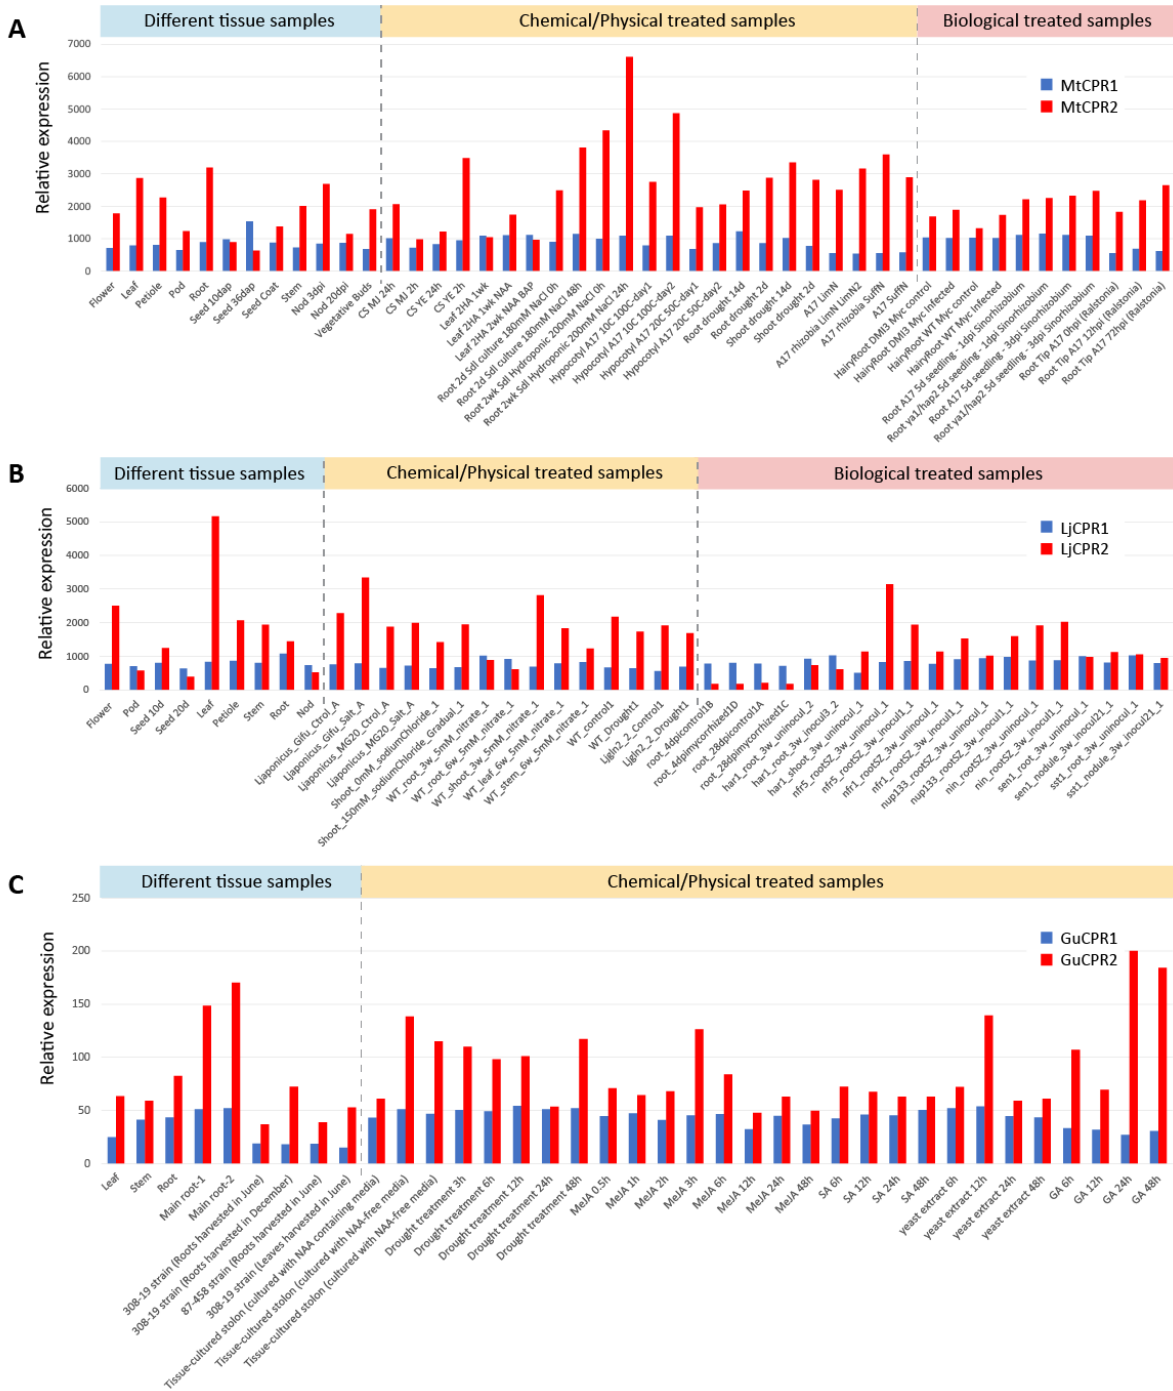 A
Different tissue samples
Chemical/Physical treated samples
Biological treated samples
Relative expression
7000
6000
5000
4000
3000
2000
1000
0
MtCPR1
MtCPR2
Flower
Leaf
Petiole
Pod
Root
Seed 10dap
Seed 36dap
Seed Coat
Stem
Nod 3dpi
Nod 20dpi
Vegetative Buds
CS MJ 24h
CS MJ 2h
CS YE 24h
CS YE 2h
Leaf 2HA 1wk
Leaf 2HA 1wk NAA
Leaf 2HA 2wk NAA BAP
Root 2d Sdl culture 180mM NaCl 0h
Root 2d Sdl culture 180mM NaCl 48h
Root 2wk Sdl Hydroponic 200mM NaCl 0h
Root 2wk Sdl Hydroponic 200mM NaCl 24h
Hypocotyl A17 10C 100C-day1
Hypocotyl A17 10C 100C-day2
Hypocotyl A17 20C 50C-day1
Hypocotyl A17 20C 50C-day2
Root drought 14d
Root drought 2d
Shoot drought 14d
Shoot drought 2d
A17 LimN
A17 rhizobia LimN LimN2
A17 rhizobia SuffN
A17 SuffN
HairyRoot DMI3 Myc control
HairyRoot DMI3 Myc Infected
HairyRoot WT Myc control
HairyRoot WT Myc Infected
Root A17 5d seedling - 1dpi Sinorhizobium
Root ya1/hap2 5d seedling - 1dpi Sinorhizobium
Root A17 5d seedling - 3dpi Sinorhizobium
Root ya1/hap2 5d seedling - 3dpi Sinorhizobium
Root Tip A17 0hpi (Ralstonia)
Root Tip A17 12hpi (Ralstonia)
Root Tip A17 72hpi (Ralstonia)
B
Different tissue samples
Chemical/Physical treated samples
Biological treated samples
Relative expression
6000
5000
4000
3000
2000
1000
0
LjCPR1
LjCPR2
Flower
Pod
Seed 10d
Seed 20d
Leaf
Petiole
Stem
Root
Nod
Ljaponicus_Gifu_Ctrol_A
Ljaponicus_Gifu_Salt_A
Ljaponicus_MG20_Ctrol_A
Ljaponicus_MG20_Salt_A
Shoot_0mM_sodiumChloride_1
Shoot_150mM_sodiumChloride_Gradual_1
WT_root_3w_5mM_nitrate_1
WT_root_6w_5mM_nitrate_1
WT_shoot_3w_5mM_nitrate_1
WT_leaf_6w_5mM_nitrate_1
WT_stem_6w_5mM_nitrate_1
WT_control1
WT_Drought1
Ljgln2_2_Control1
Ljgln2_2_Drought1
root_4dpicontrol1B
root_4dpimycorrhized1D
root_28dpicontrol1A
root_28dpimycorrhized1C
har1_root_3w_uninocul_2
har1_root_3w_inocul3_2
har1_shoot_3w_uninocul_1
nfr5_rootSZ_3w_uninocul_1
nfr5_rootSZ_3w_inocul1_1
nfr1_rootSZ_3w_uninocul_1
nfr1_rootSZ_3w_inocul1_1
nup133_rootSZ_3w_uninocul_1
nup133_rootSZ_3w_inocul1_1
nin_rootSZ_3w_uninocul_1
nin_rootSZ_3w_inocul1_1
sen1_root_3w_uninocul_1
sen1_nodule_3w_inocul21_1
sst1_root_3w_uninocul_1
sst1_nodule_3w_inocul21_1
C
Different tissue samples
Chemical/Physical treated samples
Relative expression
250
200
150
100
50
0
GuCPR1
GuCPR2
Leaf
Stem
Root
Main root-1
Main root-2
308-19 strain (Roots harvested in June)
308-19 strain (Roots harvested in December)
87-458 strain (Roots harvested in June)
308-19 strain (Leaves harvested in June)
Tissue-cultured stolon (cultured with NAA containing media)
Tissue-cultured stolon (cultured with NAA-free media)
Tissue-cultured stolon (cultured with NAA-free media)
Drought treatment 3h
Drought treatment 6h
Drought treatment 12h
Drought treatment 24h
Drought treatment 48h
MeJA 0.5h
MeJA 1h
MeJA 2h
MeJA 3h
MeJA 6h
MeJA 12h
MeJA 24h
MeJA 48h
SA 6h
SA 12h
SA 24h
SA 48h
yeast extract 6h
yeast extract 12h
yeast extract 24h
yeast extract 48h
GA 6h
GA 12h
GA 24h
GA 48h